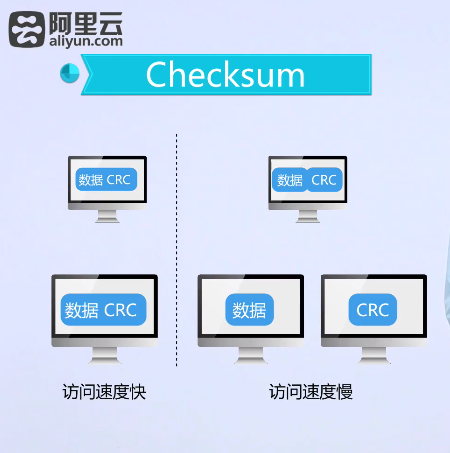 阿里云
aliyun.com
Checksum
数据 CRC
数据 CRC
数据 CRC
数据
CRC
访问速度快
访问速度慢